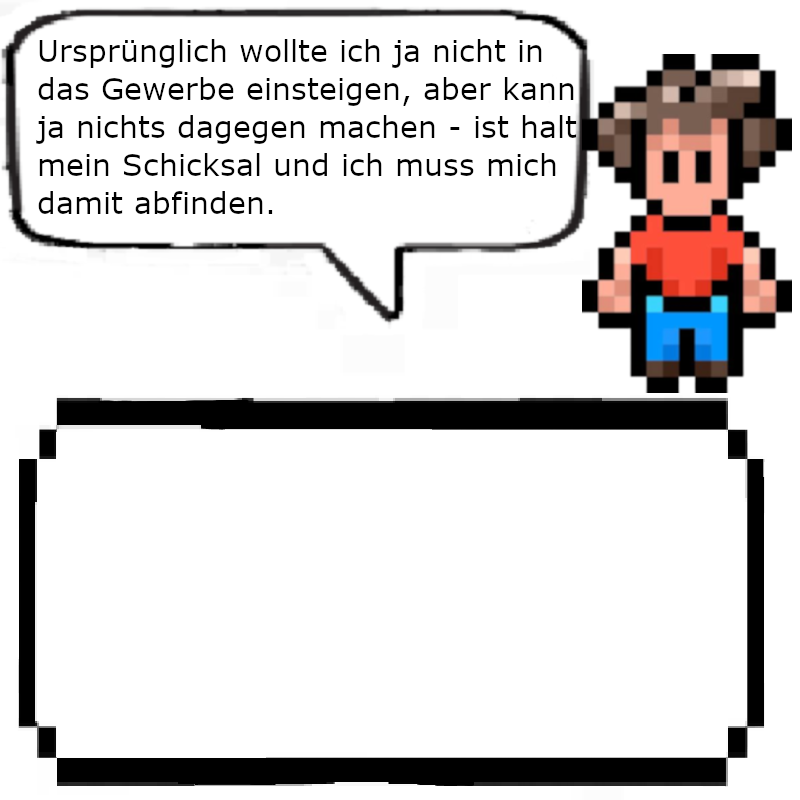 Ursprünglich wollte ich ja nicht in
das Gewerbe einsteigen, aber kann
ja nichts dagegen machen - ist halt
mein Schicksal und ich muss mich
damit abfinden.